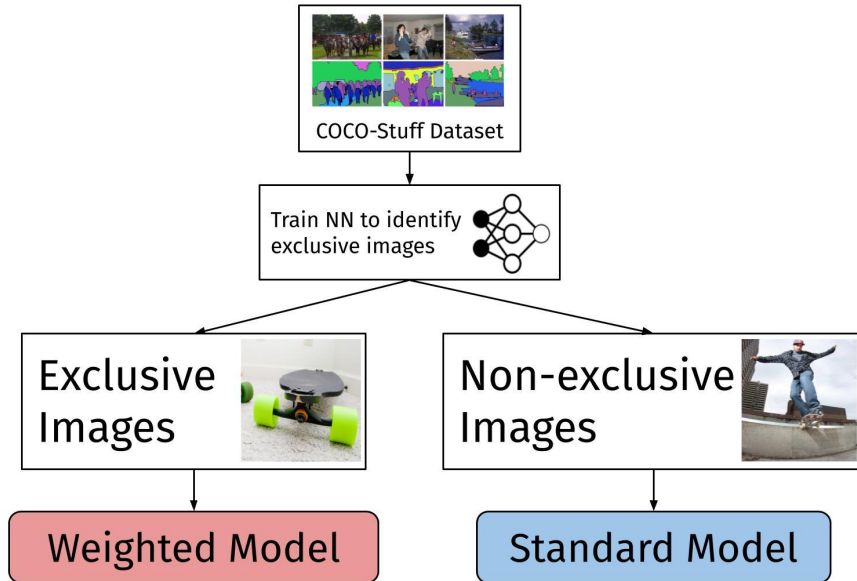 COCO-Stuff Dataset
Train NN to identify
exclusive images
Exclusive
Images
Non-exclusive
Images
Weighted Model
Standard Model